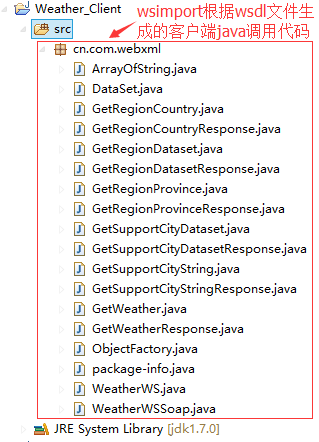 Weather_Client
wsimport根据wsdl文件生
成的客户端java调用代码
src
cn.com.webxml
ArrayOfString.java
DataSet.java
GetRegionCountry.java
GetRegionCountryResponse.java
GetRegionDataset.java
GetRegionDatasetResponse.java
GetRegionProvince.java
GetRegionProvinceResponse.java
GetSupportCityDataset.java
GetSupportCityDatasetResponse.java
GetSupportCityString.java
GetSupportCityStringResponse.java
GetWeather.java
GetWeatherResponse.java
ObjectFactory.java
package-info.java
WeatherWS.java
WeatherWSSoap.java
JRE System Library [jdk1.7.0]